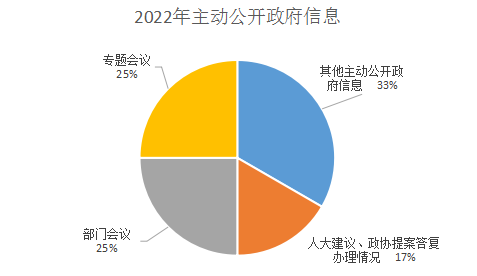 2022年主动公开政府信息
专题会议
25%
其他主动公开政
府信息 33%
部门会议
25%
人大建议、政协提案答复
办理情况 17%